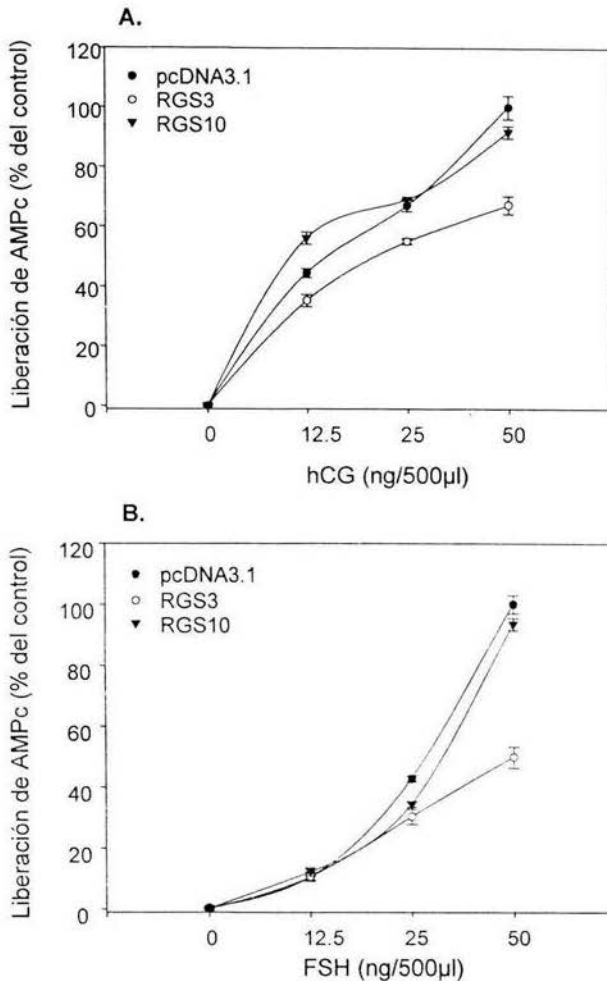 A.
Liberación de AMPc (% del control)
120
100
80
60
40
20
0
pcDNA3.1
RGS3
RGS10
0 12.5 25 50
hCG (ng/500µl)
B.
Liberación de AMPc (% del control)
120
100
80
60
40
20
0
pcDNA3.1
RGS3
RGS10
0 12.5 25 50
FSH (ng/500µl)